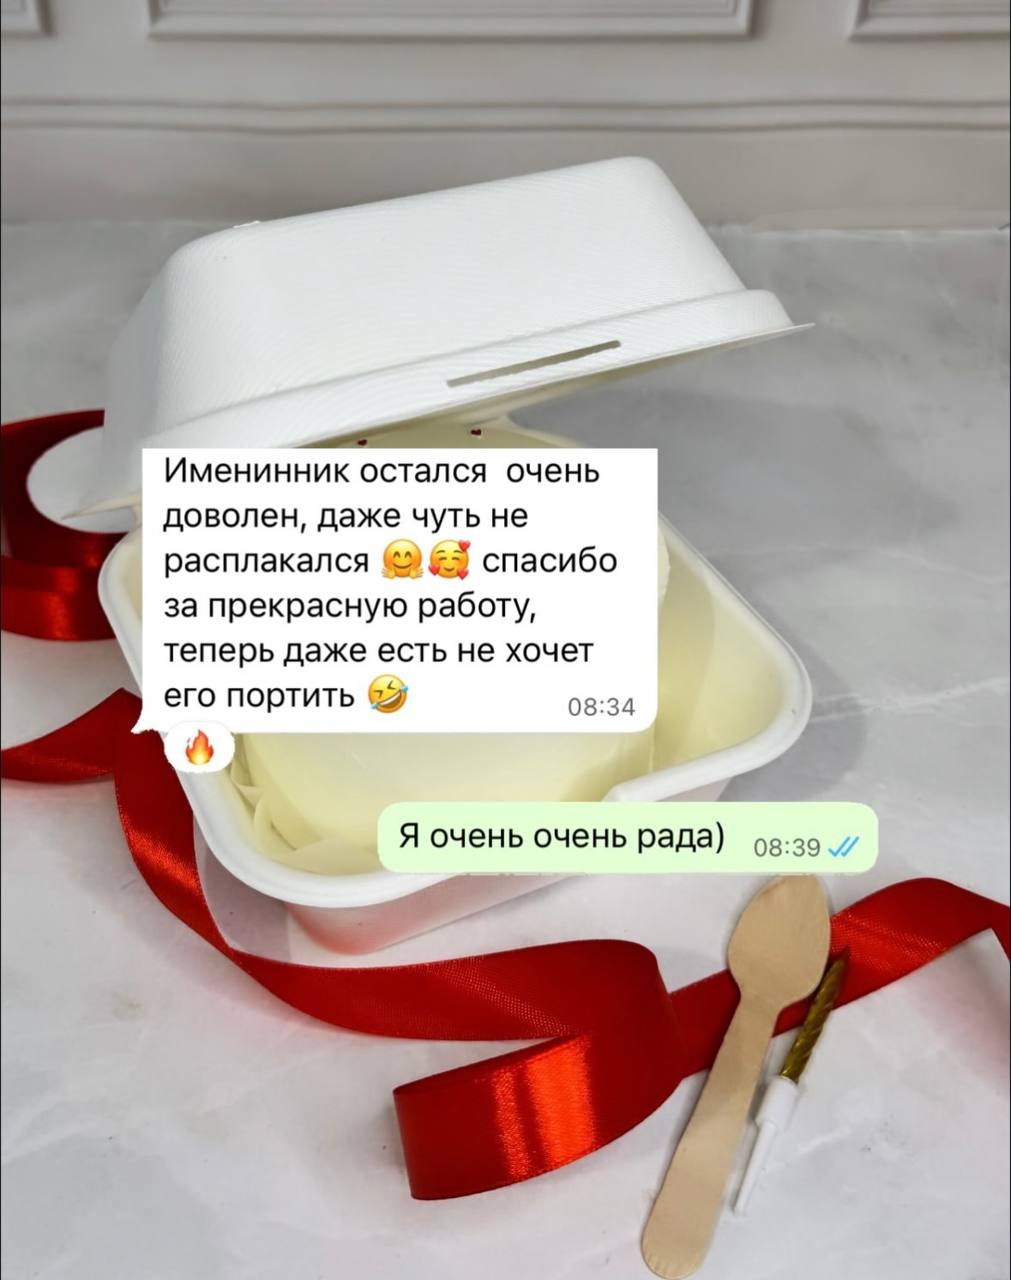 Именинник остался очень
доволен, даже чуть не
расплакался 🤗🥰 спасибо
за прекрасную работу,
теперь даже есть не хочет
его портить 🤣
08:34
🔥
Я очень очень рада)
08:39